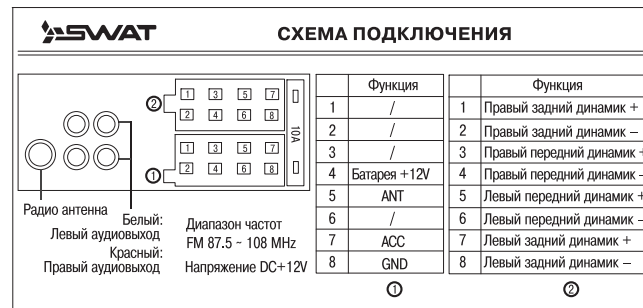 SWAT
СХЕМА ПОДКЛЮЧЕНИЯ
② 1 3 5 7
2 4 6 8
10A
1 3 5 7
① 2 4 6 8
Радио антенна
Белый:
Левый аудиовыход
Красный:
Правый аудиовыход
Диапазон частот
FM 87.5 ~ 108 MHz
Напряжение DC+12V
Функция
1 /
2 /
3 /
4 Батарея +12V
5 ANT
6 /
7 ACC
8 GND
①
Функция
1 Правый задний динамик +
2 Правый задний динамик –
3 Правый передний динамик +
4 Правый передний динамик –
5 Левый передний динамик +
6 Левый передний динамик –
7 Левый задний динамик +
8 Левый задний динамик –
②